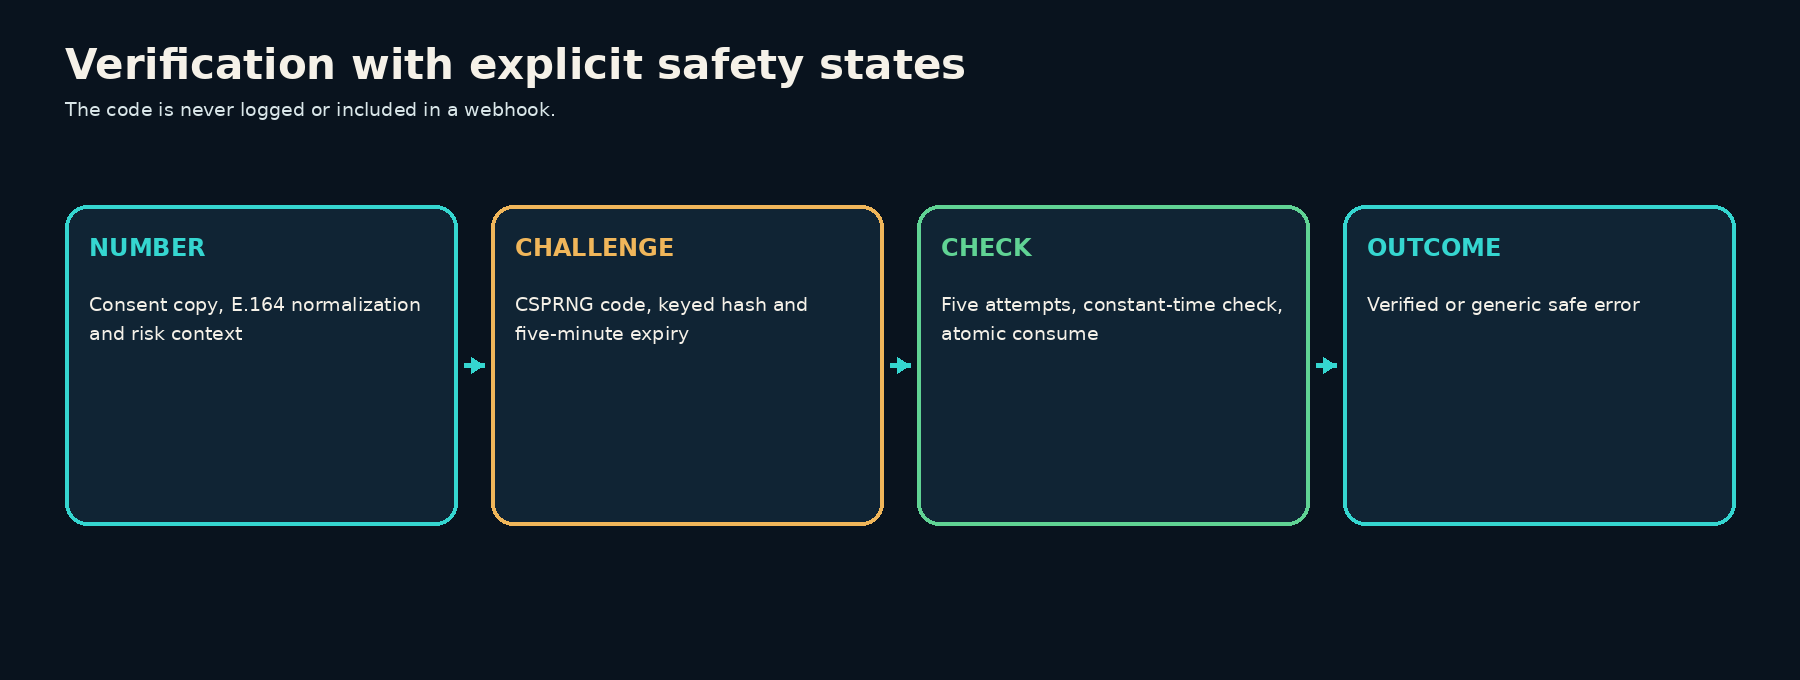 Verification with explicit safety states
The code is never logged or included in a webhook.
NUMBER
Consent copy, E.164 normalization
and risk context
CHALLENGE
CSPRNG code, keyed hash and
five-minute expiry
CHECK
Five attempts, constant-time check,
atomic consume
OUTCOME
Verified or generic safe error